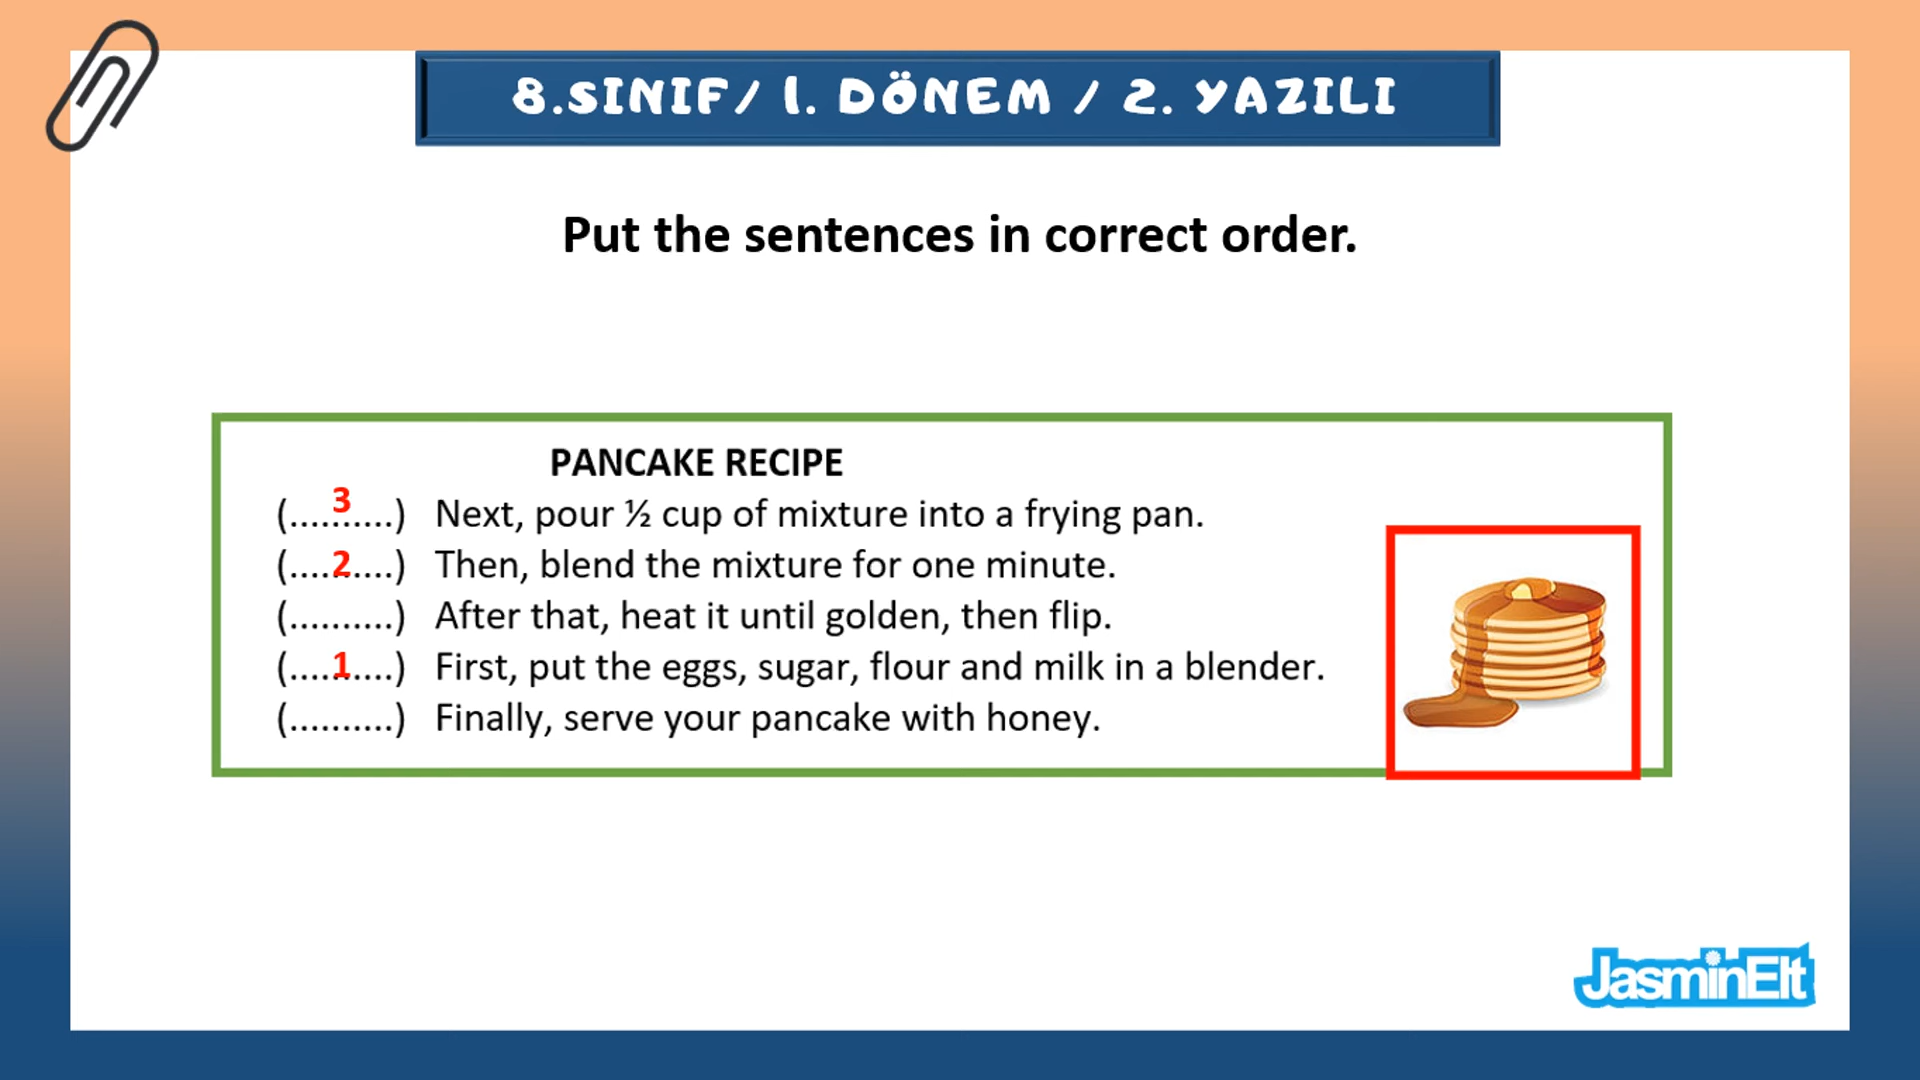 8.SINIF/ 1. DÖNEM / 2. YAZILI
Put the sentences in correct order.
PANCAKE RECIPE
(....3.....) Next, pour ½ cup of mixture into a frying pan.
(....2....) Then, blend the mixture for one minute.
(..........) After that, heat it until golden, then flip.
(....1....) First, put the eggs, sugar, flour and milk in a blender.
(..........) Finally, serve your pancake with honey.
JasminElt